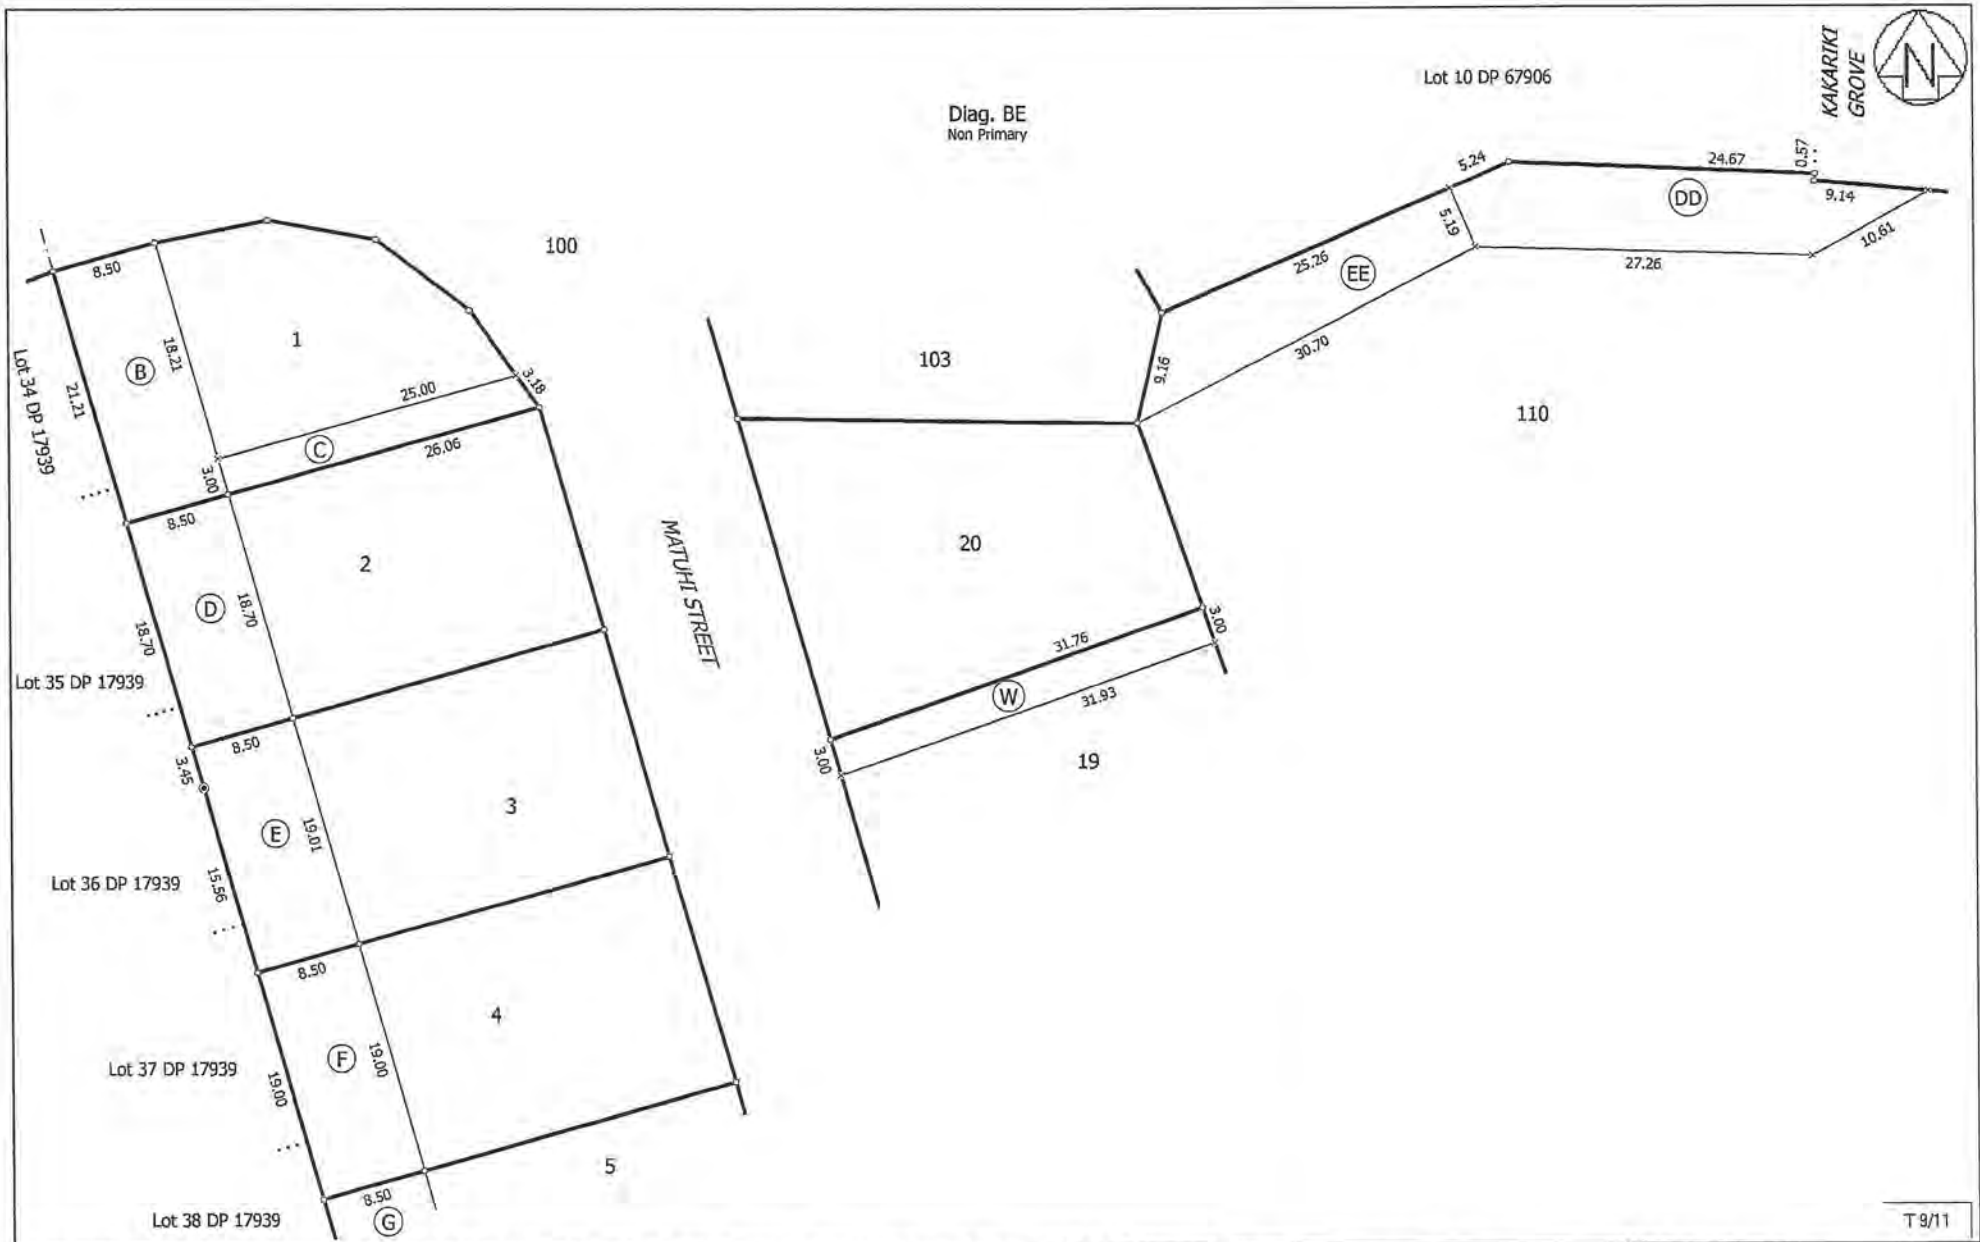 KAKARIKI
GROVE
N
Lot 10 DP 67906
Diag. BE
Non Primary
5.24
24.67
0.57
DD
9.14
5.19
10.61
27.26
25.26
EE
30.70
9.16
103
110
100
8.50
1
18.21
B
21.21
Lot 34 DP 17939
25.00
3.18
C
26.06
3.00
8.50
2
D
18.70
18.70
Lot 35 DP 17939
8.50
3.45
3
E
19.01
15.56
Lot 36 DP 17939
8.50
4
F
19.00
19.00
Lot 37 DP 17939
5
8.50
G
Lot 38 DP 17939
MATUHI STREET
20
3.00
31.76
W
31.93
3.00
19
T 9/11